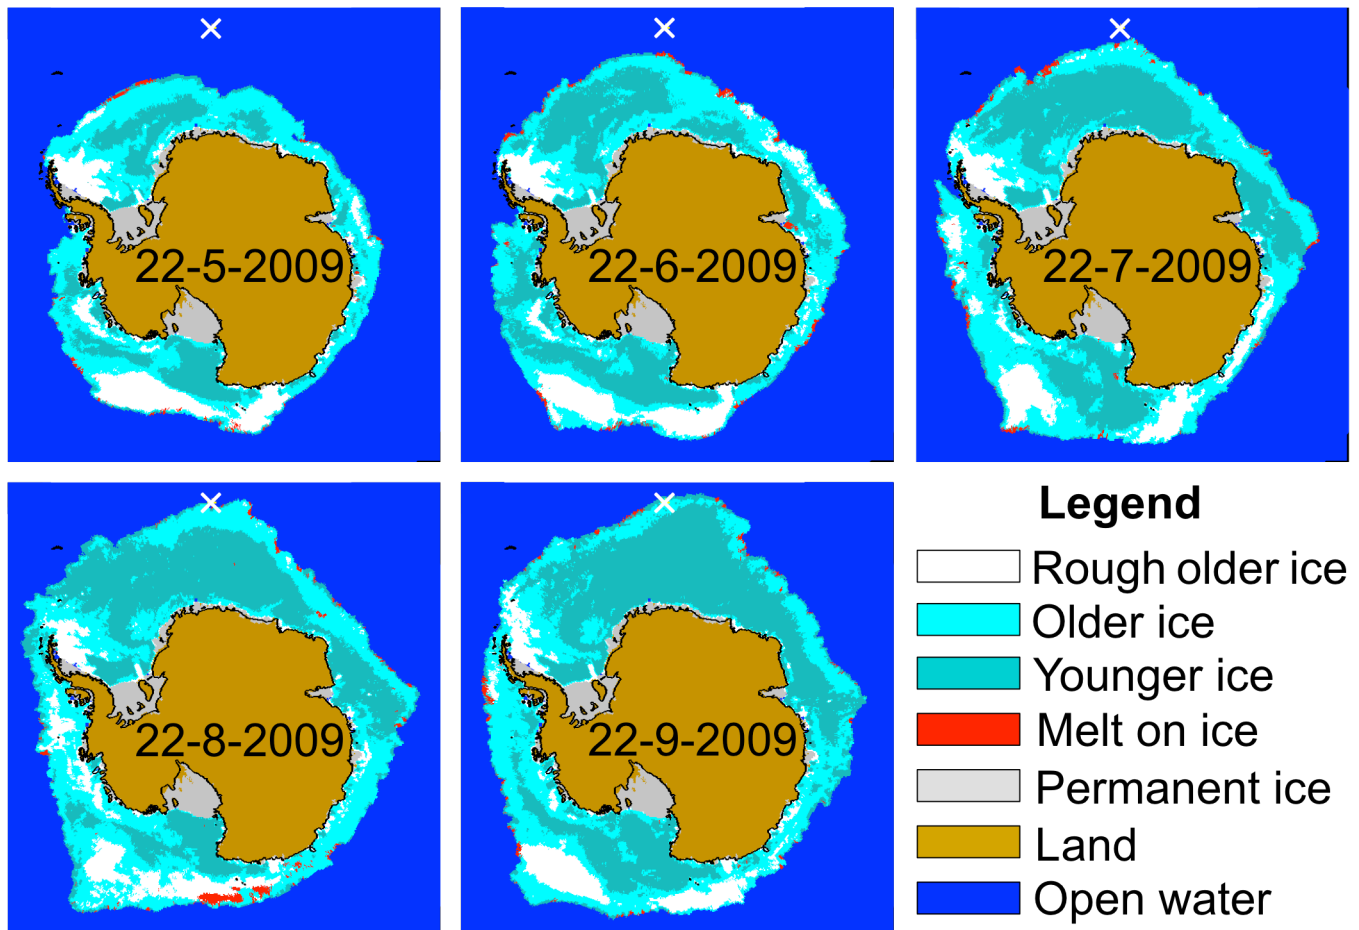 22-5-2009
22-6-2009
22-7-2009
22-8-2009
22-9-2009
Legend
Rough older ice
Older ice
Younger ice
Melt on ice
Permanent ice
Land
Open water